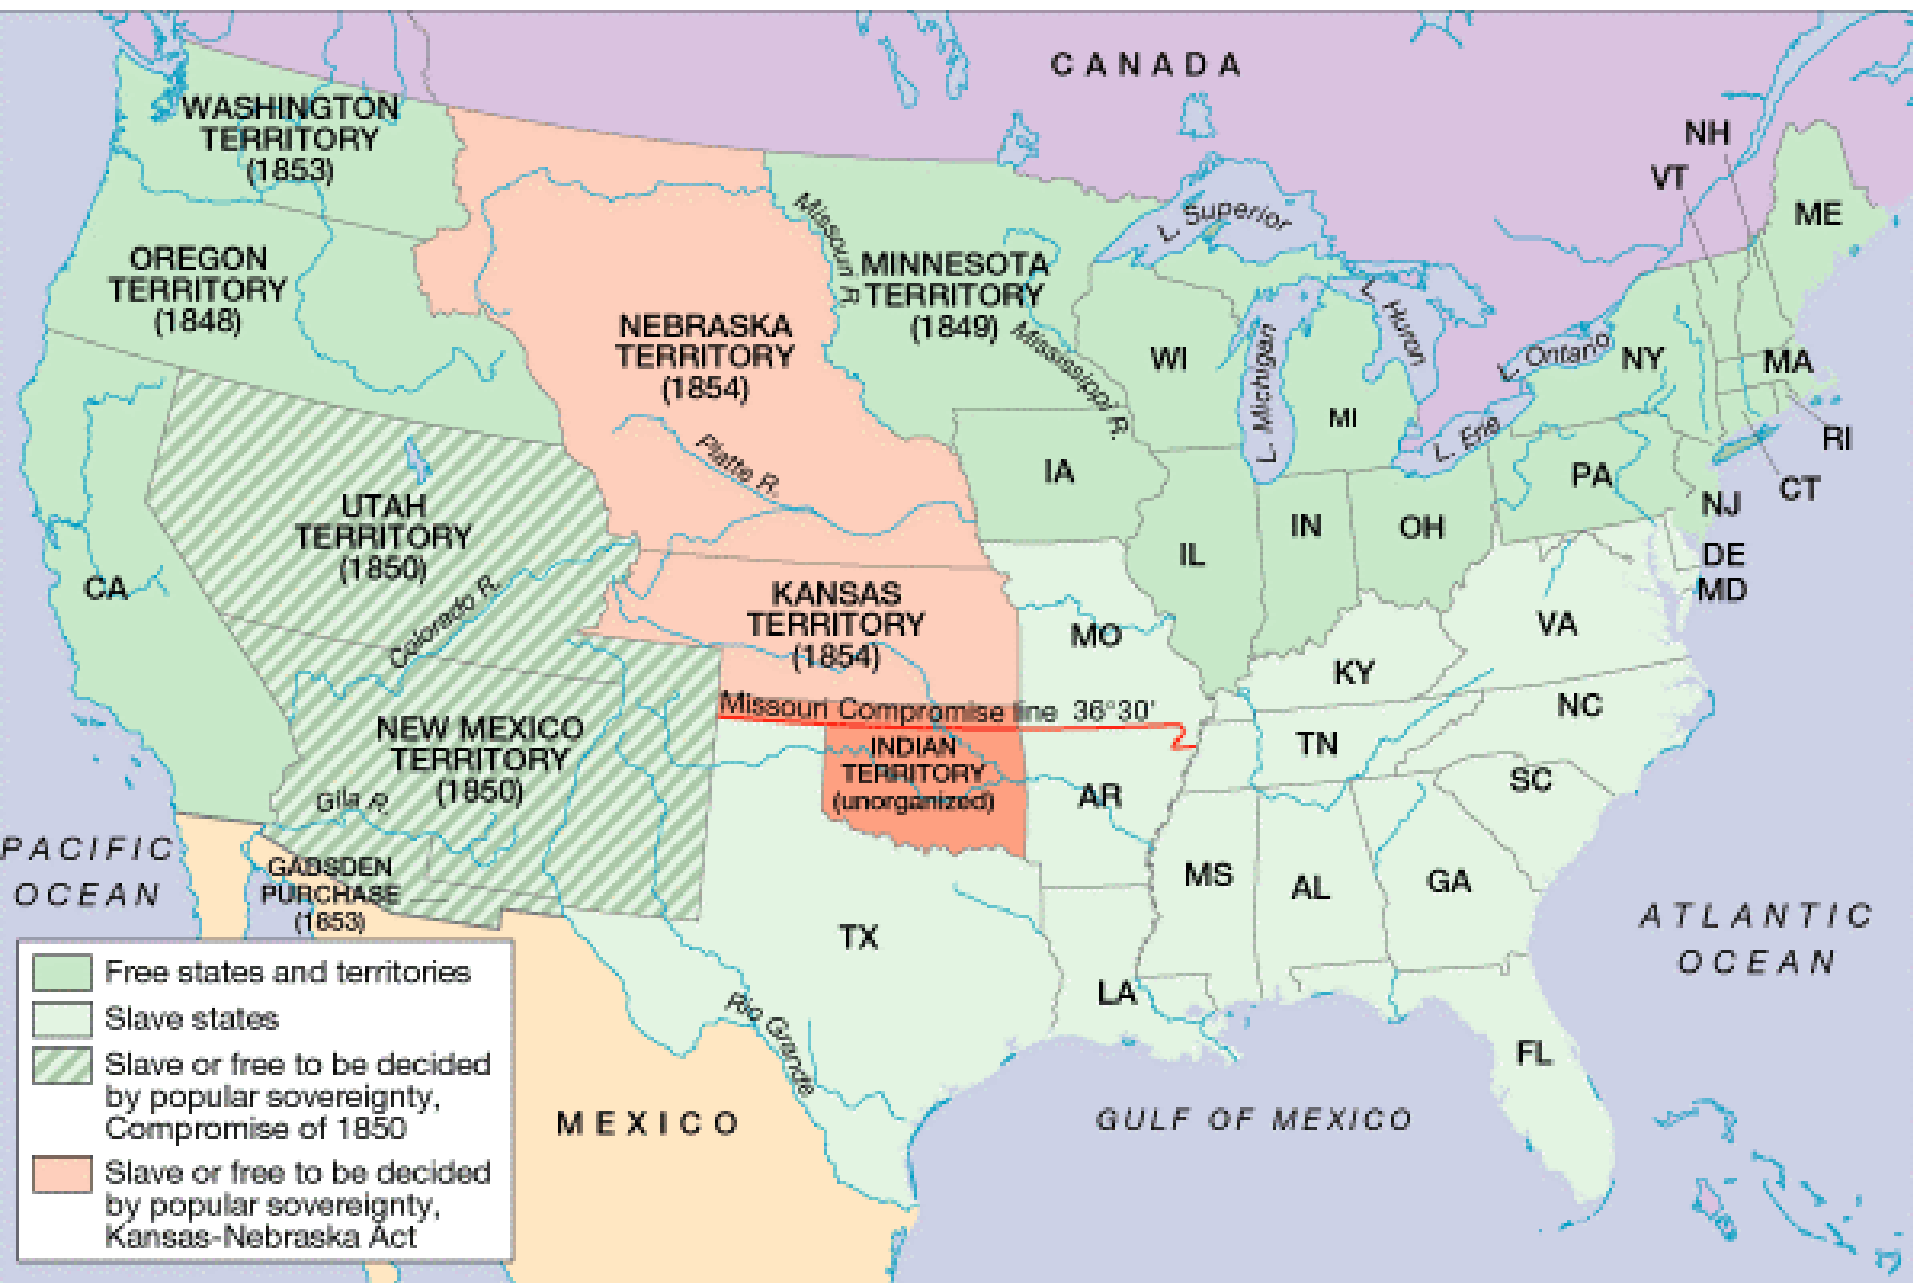 CANADA
WASHINGTON
TERRITORY
(1853)
OREGON
TERRITORY
(1848)
NEBRASKA
TERRITORY
(1854)
Missouri R.
MINNESOTA
TERRITORY
(1849)
Mississippi R.
L. Superior
L. Michigan
L. Huron
L. Ontario
L. Erie
NH
VT
ME
WI
MI
NY
MA
RI
CT
PA
NJ
DE
MD
IA
IL
IN
OH
Platte R.
UTAH
TERRITORY
(1850)
CA
Colorado R.
KANSAS
TERRITORY
(1854)
MO
KY
VA
NC
Missouri Compromise line 36°30'
NEW MEXICO
TERRITORY
(1850)
Gila R.
INDIAN
TERRITORY
(unorganized)
AR
TN
SC
MS
AL
GA
PACIFIC
OCEAN
GADSDEN
PURCHASE
(1853)
TX
LA
FL
ATLANTIC
OCEAN
Rio Grande
MEXICO
GULF OF MEXICO
Free states and territories
Slave states
Slave or free to be decided
by popular sovereignty,
Compromise of 1850
Slave or free to be decided
by popular sovereignty,
Kansas-Nebraska Act